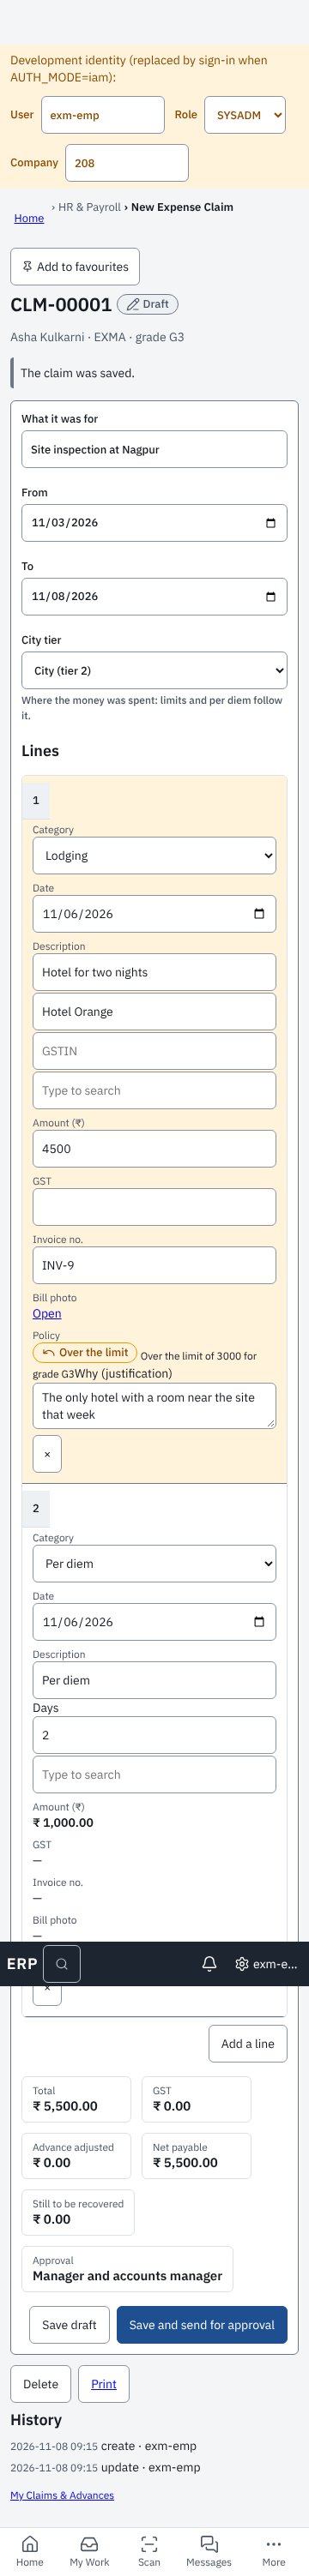 Development identity (replaced by sign-in when
AUTH_MODE=iam):
User exm-emp Role SYSADM
Company 208
Home › HR & Payroll › New Expense Claim
Add to favourites
CLM-00001 Draft
Asha Kulkarni · EXMA · grade G3
The claim was saved.
What it was for
Site inspection at Nagpur
From
11/03/2026
To
11/08/2026
City tier
City (tier 2)
Where the money was spent: limits and per diem follow
it.
Lines
1
Category
Lodging
Date
11/06/2026
Description
Hotel for two nights
Hotel Orange
GSTIN
Type to search
Amount (₹)
4500
GST
Invoice no.
INV-9
Bill photo
Open
Policy
Over the limit Over the limit of 3000 for
grade G3Why (justification)
The only hotel with a room near the site
that week
×
2
Category
Per diem
Date
11/06/2026
Description
Per diem
Days
2
Type to search
Amount (₹)
₹ 1,000.00
GST
—
Invoice no.
—
Bill photo
—
ERP exm-e...
×
Add a line
Total GST
₹ 5,500.00 ₹ 0.00
Advance adjusted Net payable
₹ 0.00 ₹ 5,500.00
Still to be recovered
₹ 0.00
Approval
Manager and accounts manager
Save draft Save and send for approval
Delete Print
History
2026-11-08 09:15 create · exm-emp
2026-11-08 09:15 update · exm-emp
My Claims & Advances
Home My Work Scan Messages More